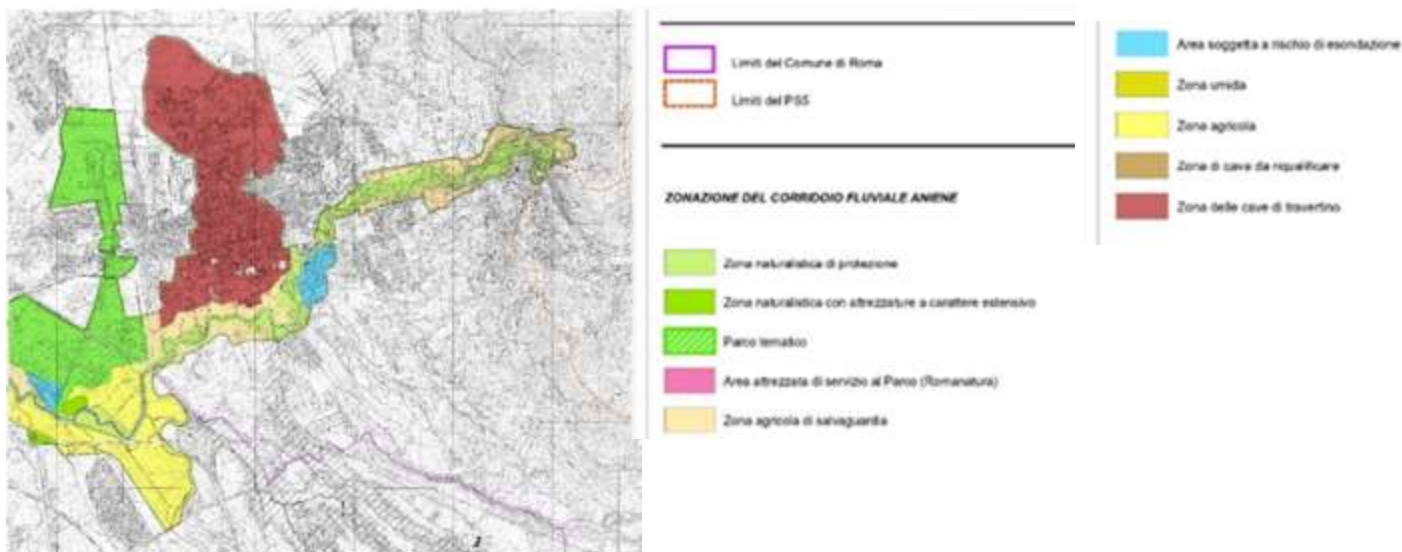 Limiti del Comune di Roma
Limiti del PS5
ZONAZIONE DEL CORRIDOIO FLUVIALE ANIENE
Zona naturalistica di protezione
Zona naturalistica con attrezzature a carattere estensivo
Parco tematico
Area attrezzata di servizio al Parco (Romanatura)
Zona agricola di salvaguardia
Area soggetta a rischio di esondazione
Zona umida
Zona agricola
Zona di cave da riqualificare
Zona delle cave di travertino